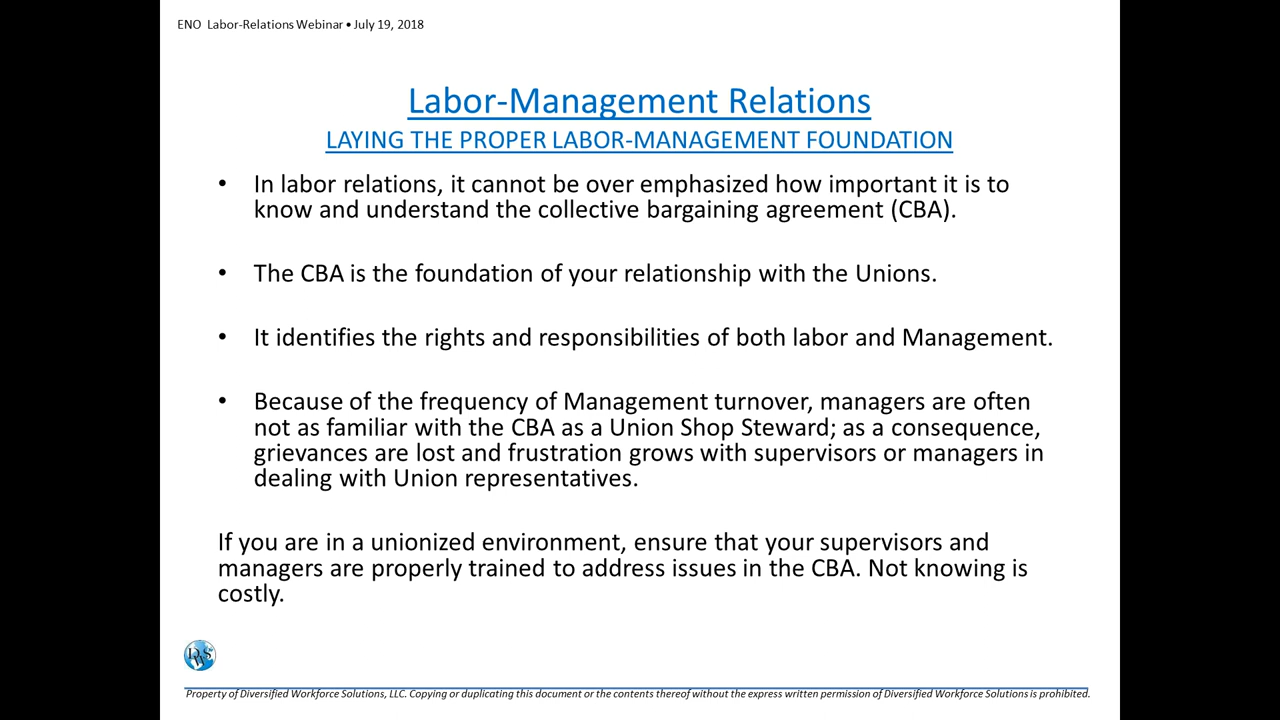 ENO Labor-Relations Webinar • July 19, 2018
Labor-Management Relations
LAYING THE PROPER LABOR-MANAGEMENT FOUNDATION
• In labor relations, it cannot be over emphasized how important it is to
know and understand the collective bargaining agreement (CBA).
• The CBA is the foundation of your relationship with the Unions.
• It identifies the rights and responsibilities of both labor and Management.
• Because of the frequency of Management turnover, managers are often
not as familiar with the CBA as a Union Shop Steward; as a consequence,
grievances are lost and frustration grows with supervisors or managers in
dealing with Union representatives.
If you are in a unionized environment, ensure that your supervisors and
managers are properly trained to address issues in the CBA. Not knowing is
costly.
DWS
Property of Diversified Workforce Solutions, LLC. Copying or duplicating this document or the contents thereof without the express written permission of Diversified Workforce Solutions is prohibited.